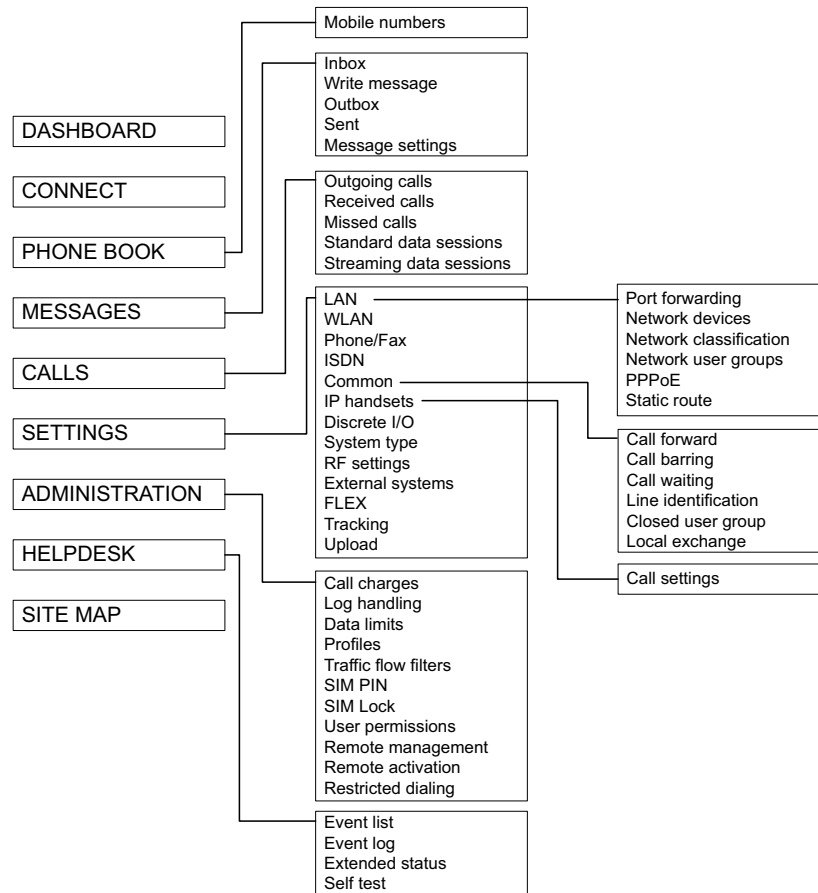 DASHBOARD
CONNECT
PHONE BOOK
MESSAGES
CALLS
SETTINGS
ADMINISTRATION
HELPDESK
SITE MAP
Mobile numbers
Inbox
Write message
Outbox
Sent
Message settings
Outgoing calls
Received calls
Missed calls
Standard data sessions
Streaming data sessions
LAN
WLAN
Phone/Fax
ISDN
Common
IP handsets
Discrete I/O
System type
RF settings
External systems
FLEX
Tracking
Upload
Call charges
Log handling
Data limits
Profiles
Traffic flow filters
SIM PIN
SIM Lock
User permissions
Remote management
Remote activation
Restricted dialing
Event list
Event log
Extended status
Self test
Port forwarding
Network devices
Network classification
Network user groups
PPPoE
Static route
Call forward
Call barring
Call waiting
Line identification
Closed user group
Local exchange
Call settings